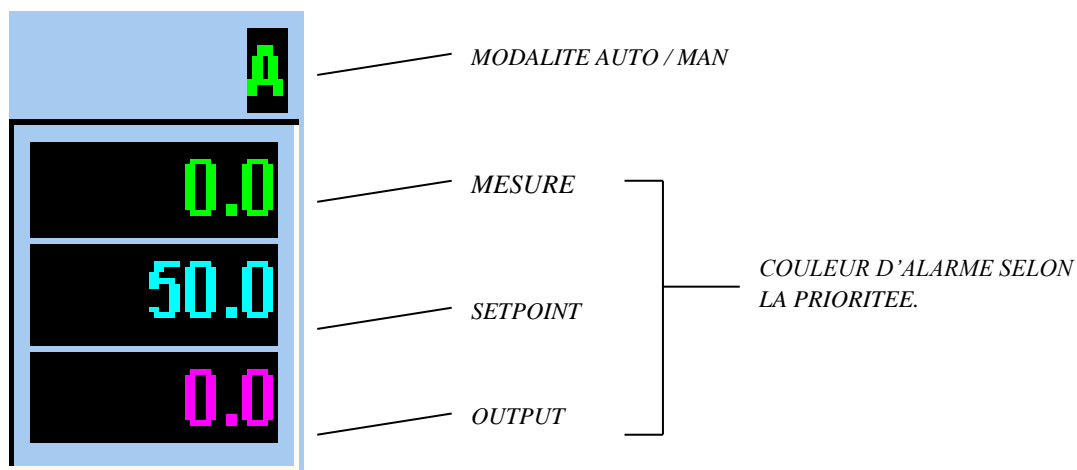 A
MODALITE AUTO / MAN
0.0
MESURE
50.0
SETPOINT
0.0
OUTPUT
COULEUR D’ALARME SELON
LA PRIORITEE.